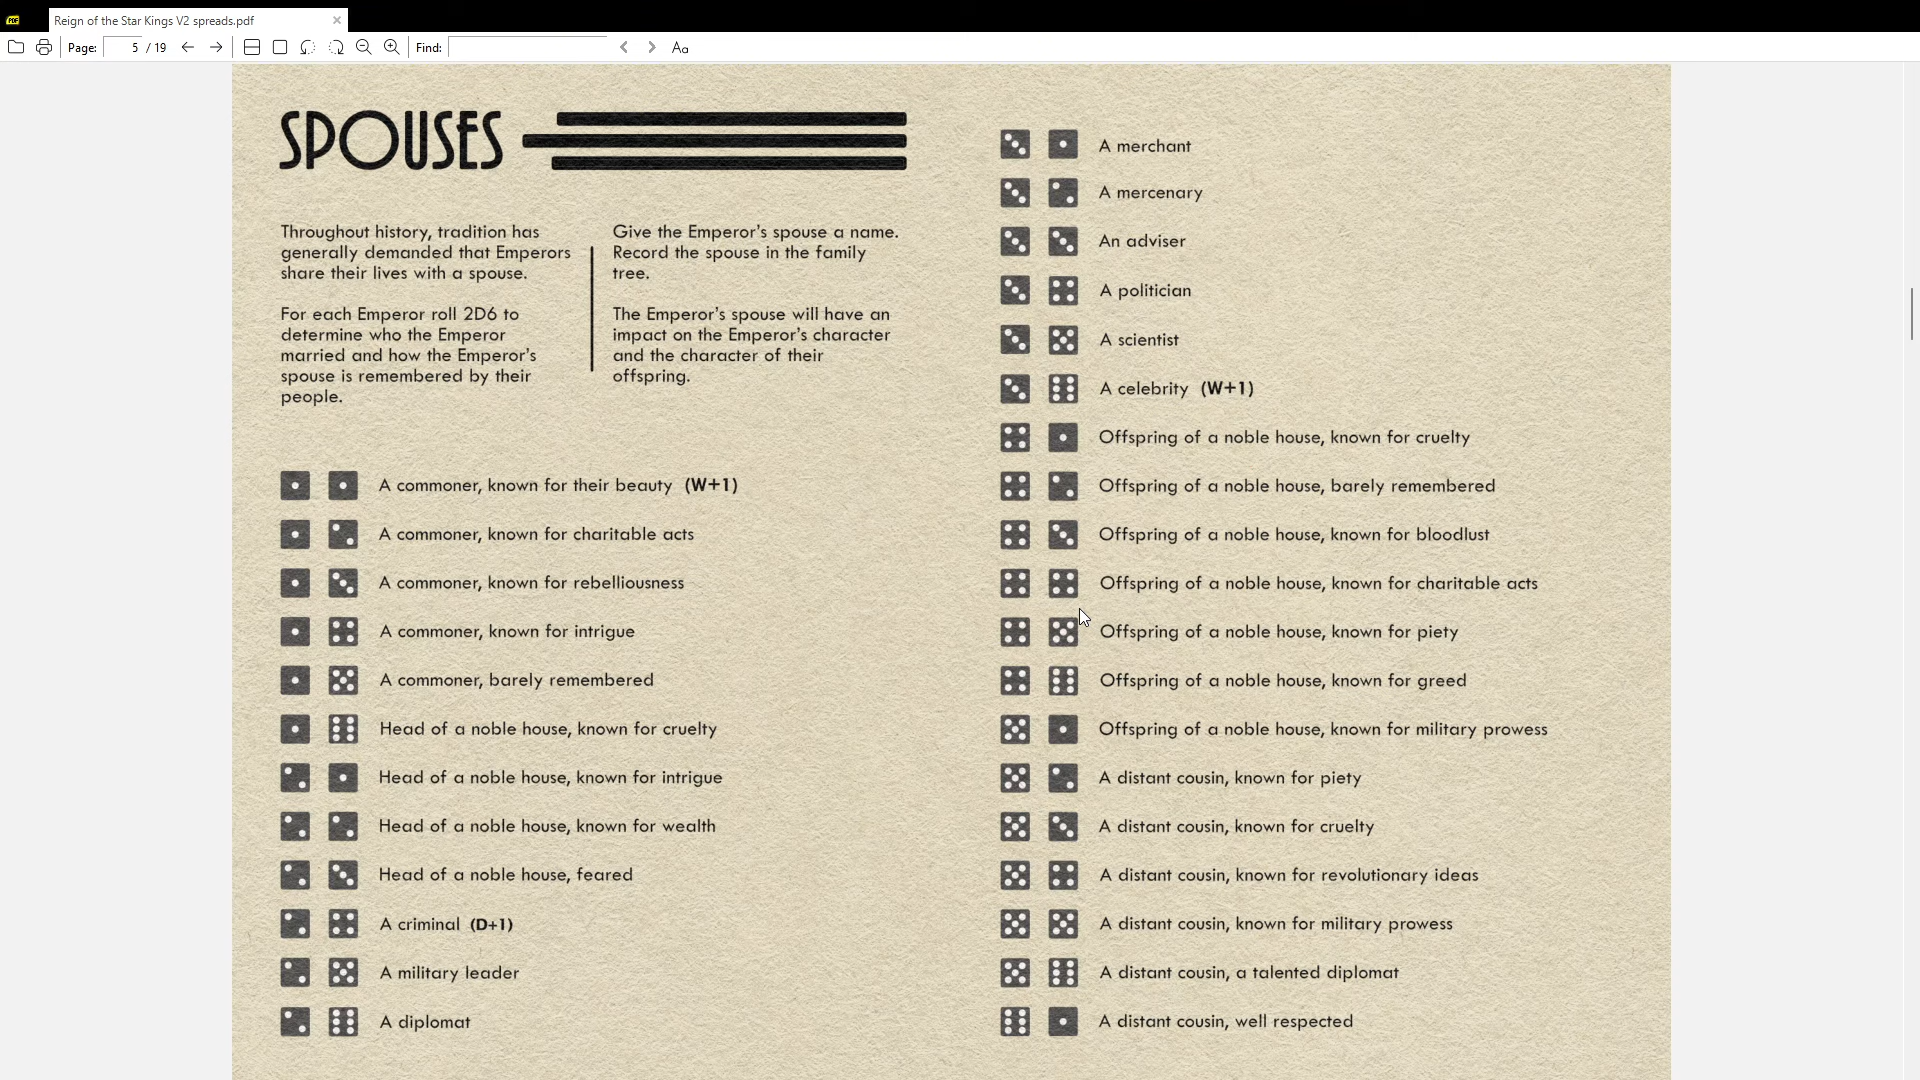 PDF
Reign of the Star Kings V2 spreads.pdf
Page: 5 / 19
Find:
Aa
SPOUSES
Throughout history, tradition has
generally demanded that Emperors
share their lives with a spouse.
For each Emperor roll 2D6 to
determine who the Emperor
married and how the Emperor's
spouse is remembered by their
people.
Give the Emperor's spouse a name.
Record the spouse in the family
tree.
The Emperor's spouse will have an
impact on the Emperor's character
and the character of their
offspring.
A commoner, known for their beauty (W+1)
A commoner, known for charitable acts
A commoner, known for rebelliousness
A commoner, known for intrigue
A commoner, barely remembered
Head of a noble house, known for cruelty
Head of a noble house, known for intrigue
Head of a noble house, known for wealth
Head of a noble house, feared
A criminal (D+1)
A military leader
A diplomat
A merchant
A mercenary
An adviser
A politician
A scientist
A celebrity (W+1)
Offspring of a noble house, known for cruelty
Offspring of a noble house, barely remembered
Offspring of a noble house, known for bloodlust
Offspring of a noble house, known for charitable acts
Offspring of a noble house, known for piety
Offspring of a noble house, known for greed
Offspring of a noble house, known for military prowess
A distant cousin, known for piety
A distant cousin, known for cruelty
A distant cousin, known for revolutionary ideas
A distant cousin, known for military prowess
A distant cousin, a talented diplomat
A distant cousin, well respected